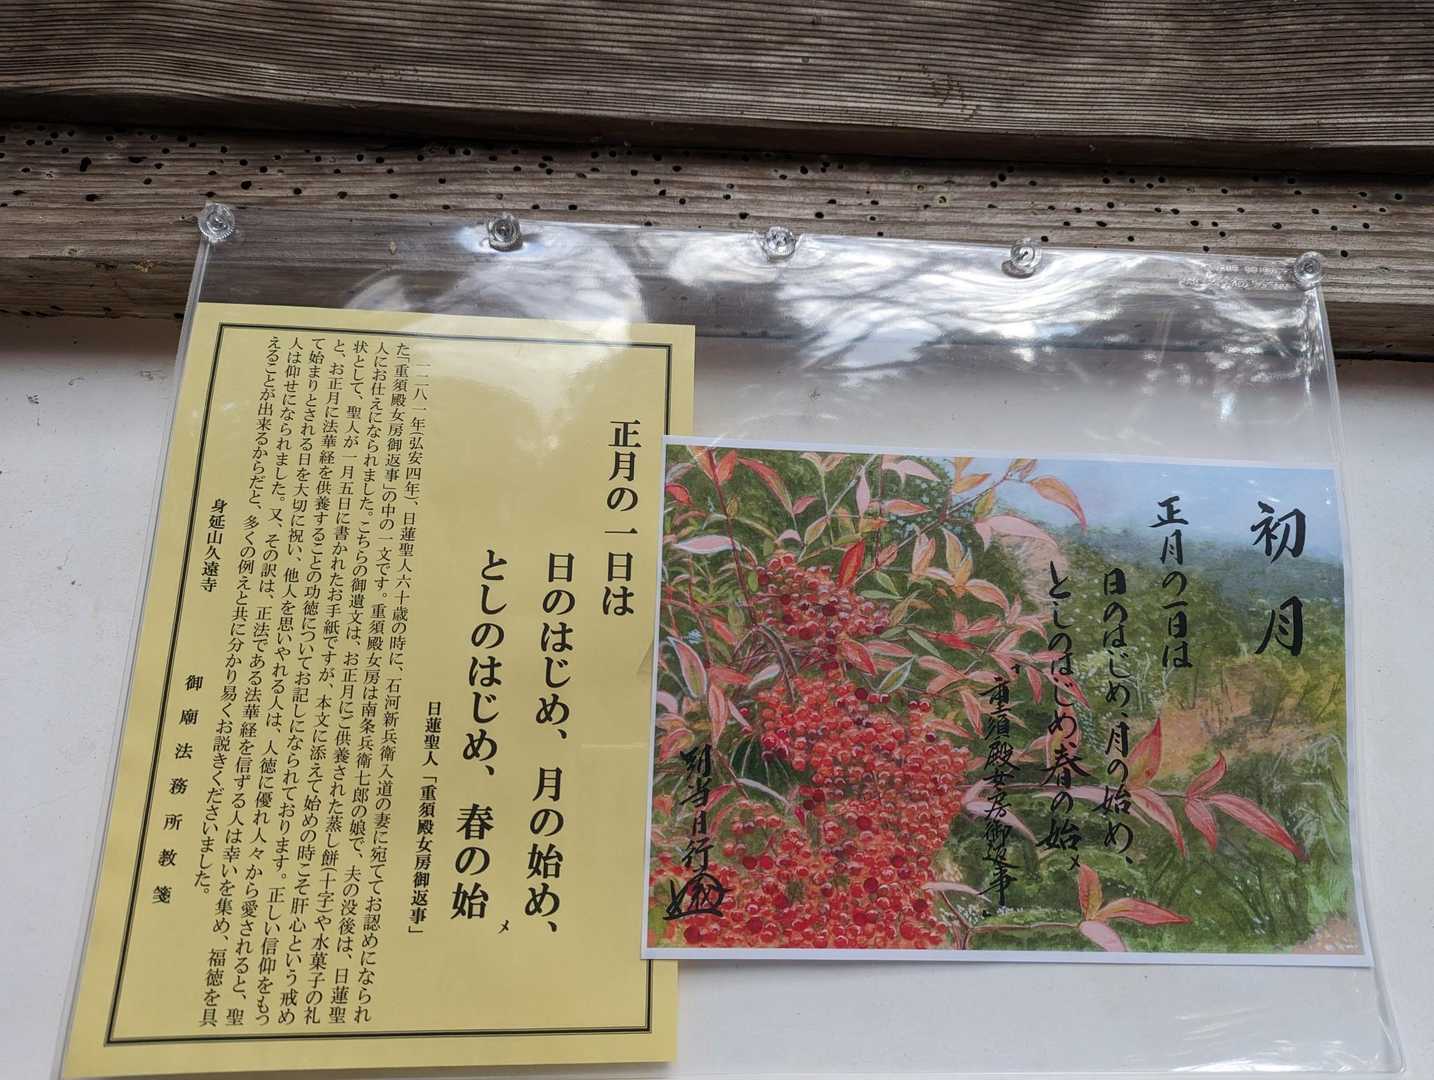 初月
正月の一日は
日のはじめ、月の始め、
としのはじめ、春の始メ
「重須殿女房御返事」
別当日行
正月の一日は
日のはじめ、月の始め、
としのはじめ、春の始メ
日蓮聖人「重須殿女房御返事」
一二八一年(弘安四年)、日蓮聖人六十歳の時に、石河新兵衛入道の妻に宛ててお認めになられ
た「重須殿女房御返事」の中の一文です。重須殿女房は南条兵衛七郎の娘で、夫の没後は、日蓮聖
人にお仕えになられました。こちらの御遺文は、お正月にご供養された蒸し餅(十字)や水菓子の礼
状として、聖人が一月五日に書かれたお手紙ですが、本文に添えて始めの時こそ肝心という戒め
と、お正月に法華経を供養することの功徳についてお記しになられております。正しい信仰をもっ
て始まりとされる日を大切に祝い、他人を思いやれる人は、人徳に優れ人々から愛されると、聖
人は仰せになられました。又、その訳は、正法である法華経を信ずる人は幸いを集め、福徳を具
えることが出来るからだと、多くの例えと共に分かり易くお説きくださいました。
身延山久遠寺
御廟法務所教箋